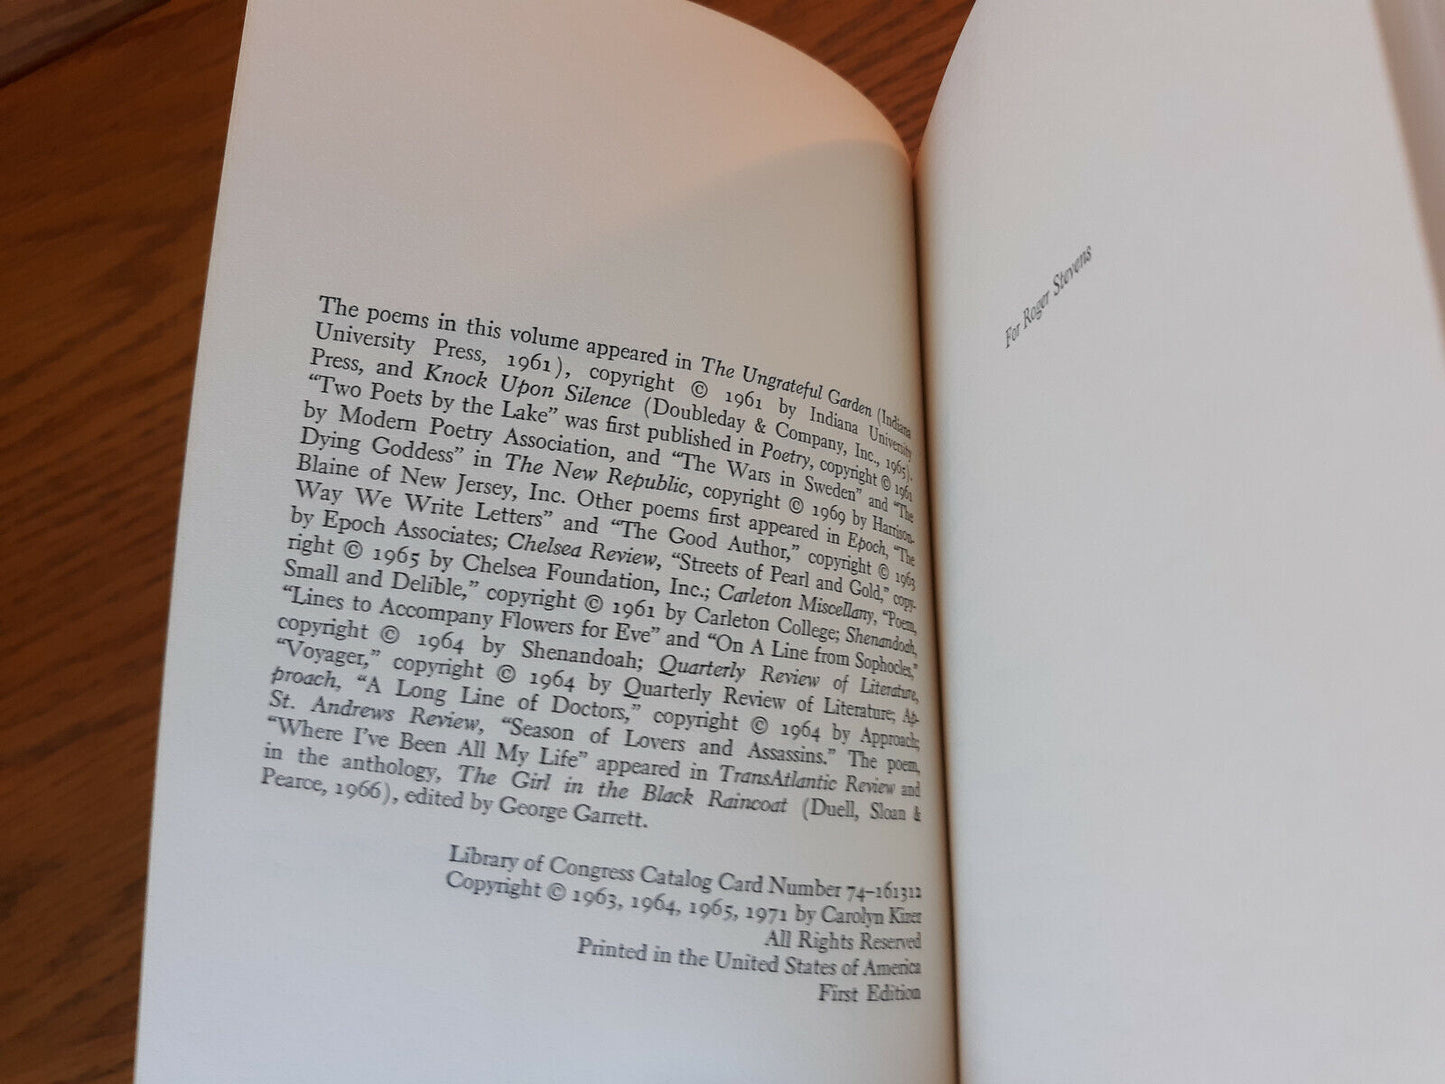 The poems in this volume appeared in The Ungrateful Garden (Indiana
University Press, 1961), copyright © 1961 by Indiana University
Press, and Knock Upon Silence (Doubleday & Company, Inc., 1965).
“Two Poets by the Lake” was first published in Poetry, copyright © 1961
by Modern Poetry Association, and “The Wars in Sweden” and “The
Dying Goddess” in The New Republic, copyright © 1969 by Harrison-
Blaine of New Jersey, Inc. Other poems first appeared in Epoch, “The
Way We Write Letters” and “The Good Author,” copyright © 1963
by Epoch Associates; Chelsea Review, “Streets of Pearl and Gold,” copy-
right © 1965 by Chelsea Foundation, Inc.; Carleton Miscellany, “Poem,
Small and Delible,” copyright © 1961 by Carleton College; Shenandoah,
“Lines to Accompany Flowers for Eve” and “On A Line from Sophocles,”
copyright © 1964 by Shenandoah; Quarterly Review of Literature,
“Voyager,” copyright © 1964 by Quarterly Review of Literature; Ap-
proach, “A Long Line of Doctors,” copyright © 1964 by Approach;
St. Andrews Review, “Season of Lovers and Assassins.” The poem,
“Where I’ve Been All My Life” appeared in TransAtlantic Review and
in the anthology, The Girl in the Black Raincoat (Duell, Sloan &
Pearce, 1966), edited by George Garrett.
Library of Congress Catalog Card Number 74–161312
Copyright © 1963, 1964, 1965, 1971 by Carolyn Kizer
All Rights Reserved
Printed in the United States of America
First Edition
For Roger Stevens